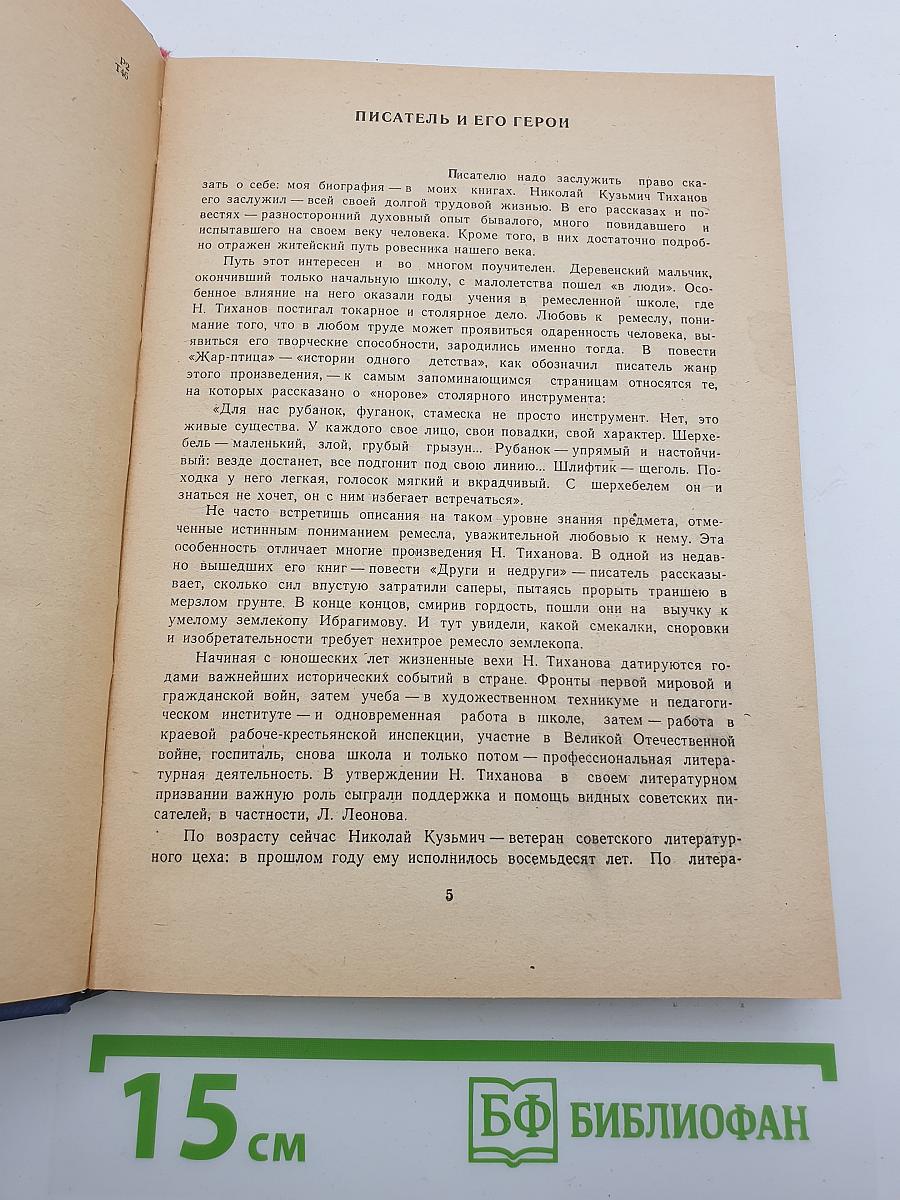 Р2
Т46
ПИСАТЕЛЬ И ЕГО ГЕРОИ
Писателю надо заслужить право ска-
зать о себе: моя биография — в моих книгах. Николай Кузьмич Тиханов
его заслужил — всей своей долгой трудовой жизнью. В его рассказах и по-
вестях — разносторонний духовный опыт бывалого, много повидавшего и
испытавшего на своем веку человека. Кроме того, в них достаточно подроб-
но отражен житейский путь ровесника нашего века.
Путь этот интересен и во многом поучителен. Деревенский мальчик,
окончивший только начальную школу, с малолетства пошел «в люди». Осо-
бенное влияние на него оказали годы учения в ремесленной школе, где
Н. Тиханов постигал токарное и столярное дело. Любовь к ремеслу, пони-
мание того, что в любом труде может проявиться одаренность человека, вы-
явиться его творческие способности, зародились именно тогда. В повести
«Жар-птица» — «истории одного детства», как обозначил писатель жанр
этого произведения, — к самым запоминающимся страницам относятся те,
на которых рассказано о «норове» столярного инструмента:
«Для нас рубанок, фуганок, стамеска не просто инструмент. Нет, это
живые существа. У каждого свое лицо, свои повадки, свой характер. Шерхе-
бель — маленький, злой, грубый грызун... Рубанок — упрямый и настойчи-
вый: везде достанет, все подгонит под свою линию... Шлифтик — щеголь. По-
ходка у него легкая, голосок мягкий и вкрадчивый. С шерхебелем он и
знаться не хочет, он с ним избегает встречаться».
Не часто встретишь описания на таком уровне знания предмета, отме-
ченные истинным пониманием ремесла, уважительной любовью к нему. Эта
особенность отличает многие произведения Н. Тиханова. В одной из недав-
но вышедших его книг — повести «Други и недруги» — писатель рассказы-
вает, сколько сил впустую затратили саперы, пытаясь прорыть траншею в
мерзлом грунте. В конце концов, смирив гордость, пошли они на выучку к
умелому землекопу Ибрагимову. И тут увидели, какой смекалки, сноровки
и изобретательности требует нехитрое ремесло землекопа.
Начиная с юношеских лет жизненные вехи Н. Тиханова датируются го-
дами важнейших исторических событий в стране. Фронты первой мировой и
гражданской войн, затем учеба — в художественном техникуме и педагоги-
ческом институте — и одновременная работа в школе, затем — работа в
краевой рабоче-крестьянской инспекции, участие в Великой Отечественной
войне, госпиталь, снова школа и только потом — профессиональная литера-
турная деятельность. В утверждении Н. Тиханова в своем литературном
призвании важную роль сыграли поддержка и помощь видных советских пи-
сателей, в частности, Л. Леонова.
По возрасту сейчас Николай Кузьмич — ветеран советского литератур-
ного цеха: в прошлом году ему исполнилось восемьдесят лет. По литера-
5
15 см
БФ БИБЛИОФАН